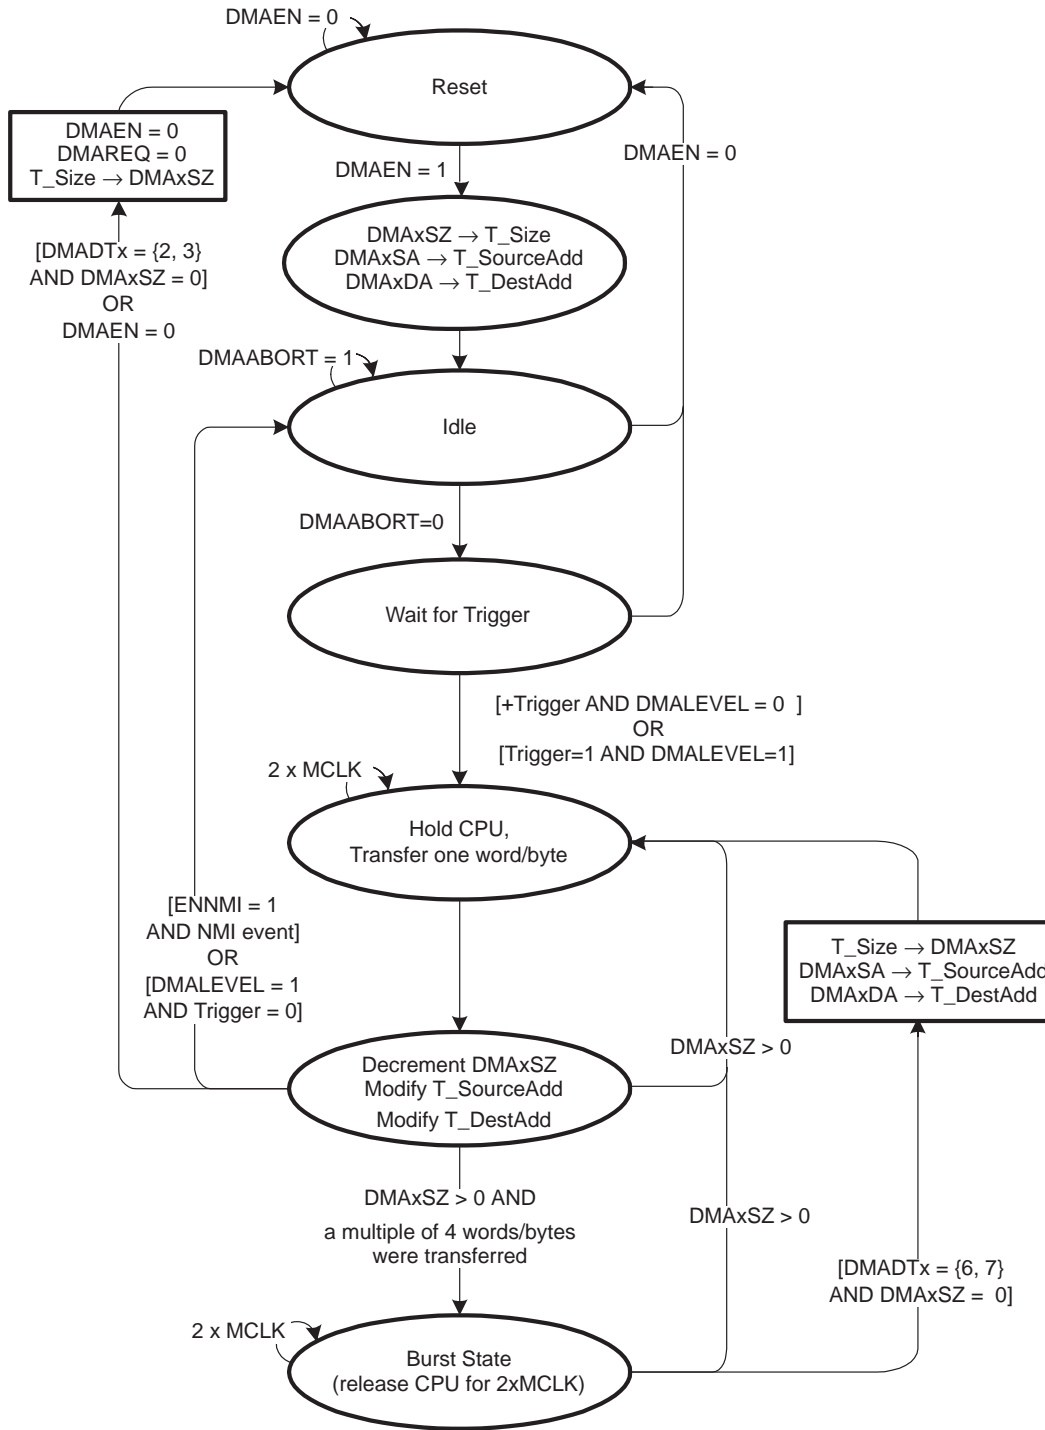 DMAEN = 0
Reset
DMAEN = 0
DMAREQ = 0
T_Size → DMAxSZ
DMAEN = 0
DMAEN = 1
DMAxSZ → T_Size
DMAxSA → T_SourceAdd
DMAxDA → T_DestAdd
[DMADTx = {2, 3}
AND DMAxSZ = 0]
OR
DMAEN = 0
DMAABORT = 1
Idle
DMAABORT=0
Wait for Trigger
[+Trigger AND DMALEVEL = 0 ]
OR
[Trigger=1 AND DMALEVEL=1]
2 x MCLK
Hold CPU,
Transfer one word/byte
[ENNMI = 1
AND NMI event]
OR
[DMALEVEL = 1
AND Trigger = 0]
T_Size → DMAxSZ
DMAxSA → T_SourceAdd
DMAxDA → T_DestAdd
DMAxSZ > 0
Decrement DMAxSZ
Modify T_SourceAdd
Modify T_DestAdd
DMAxSZ > 0 AND
a multiple of 4 words/bytes
were transferred
DMAxSZ > 0
[DMADTx = {6, 7}
AND DMAxSZ = 0]
2 x MCLK
Burst State
(release CPU for 2xMCLK)